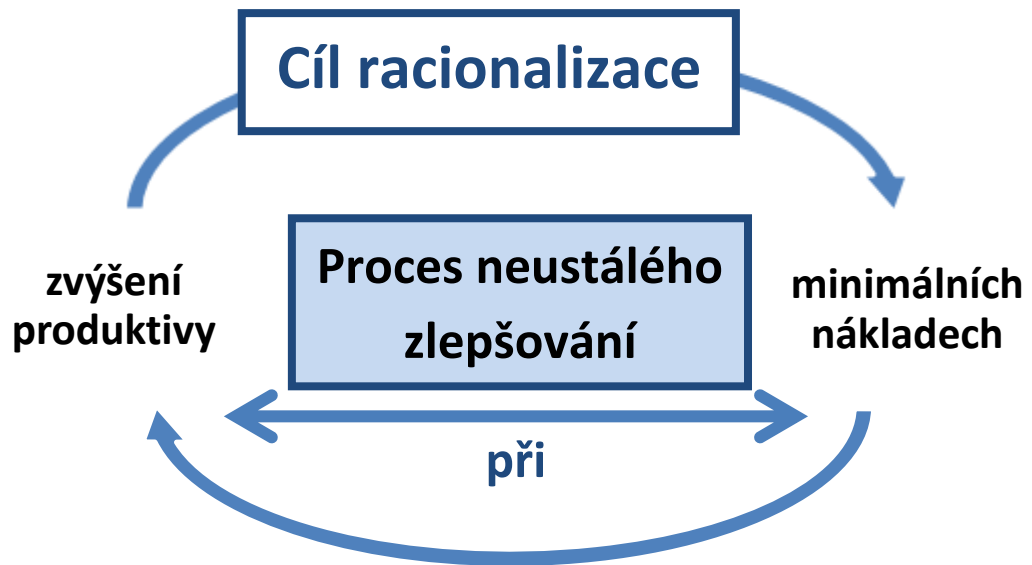 Cíl racionalizace
zvýšení
produktivy
Proces neustálého
zlepšování
minimálních
nákladech
při